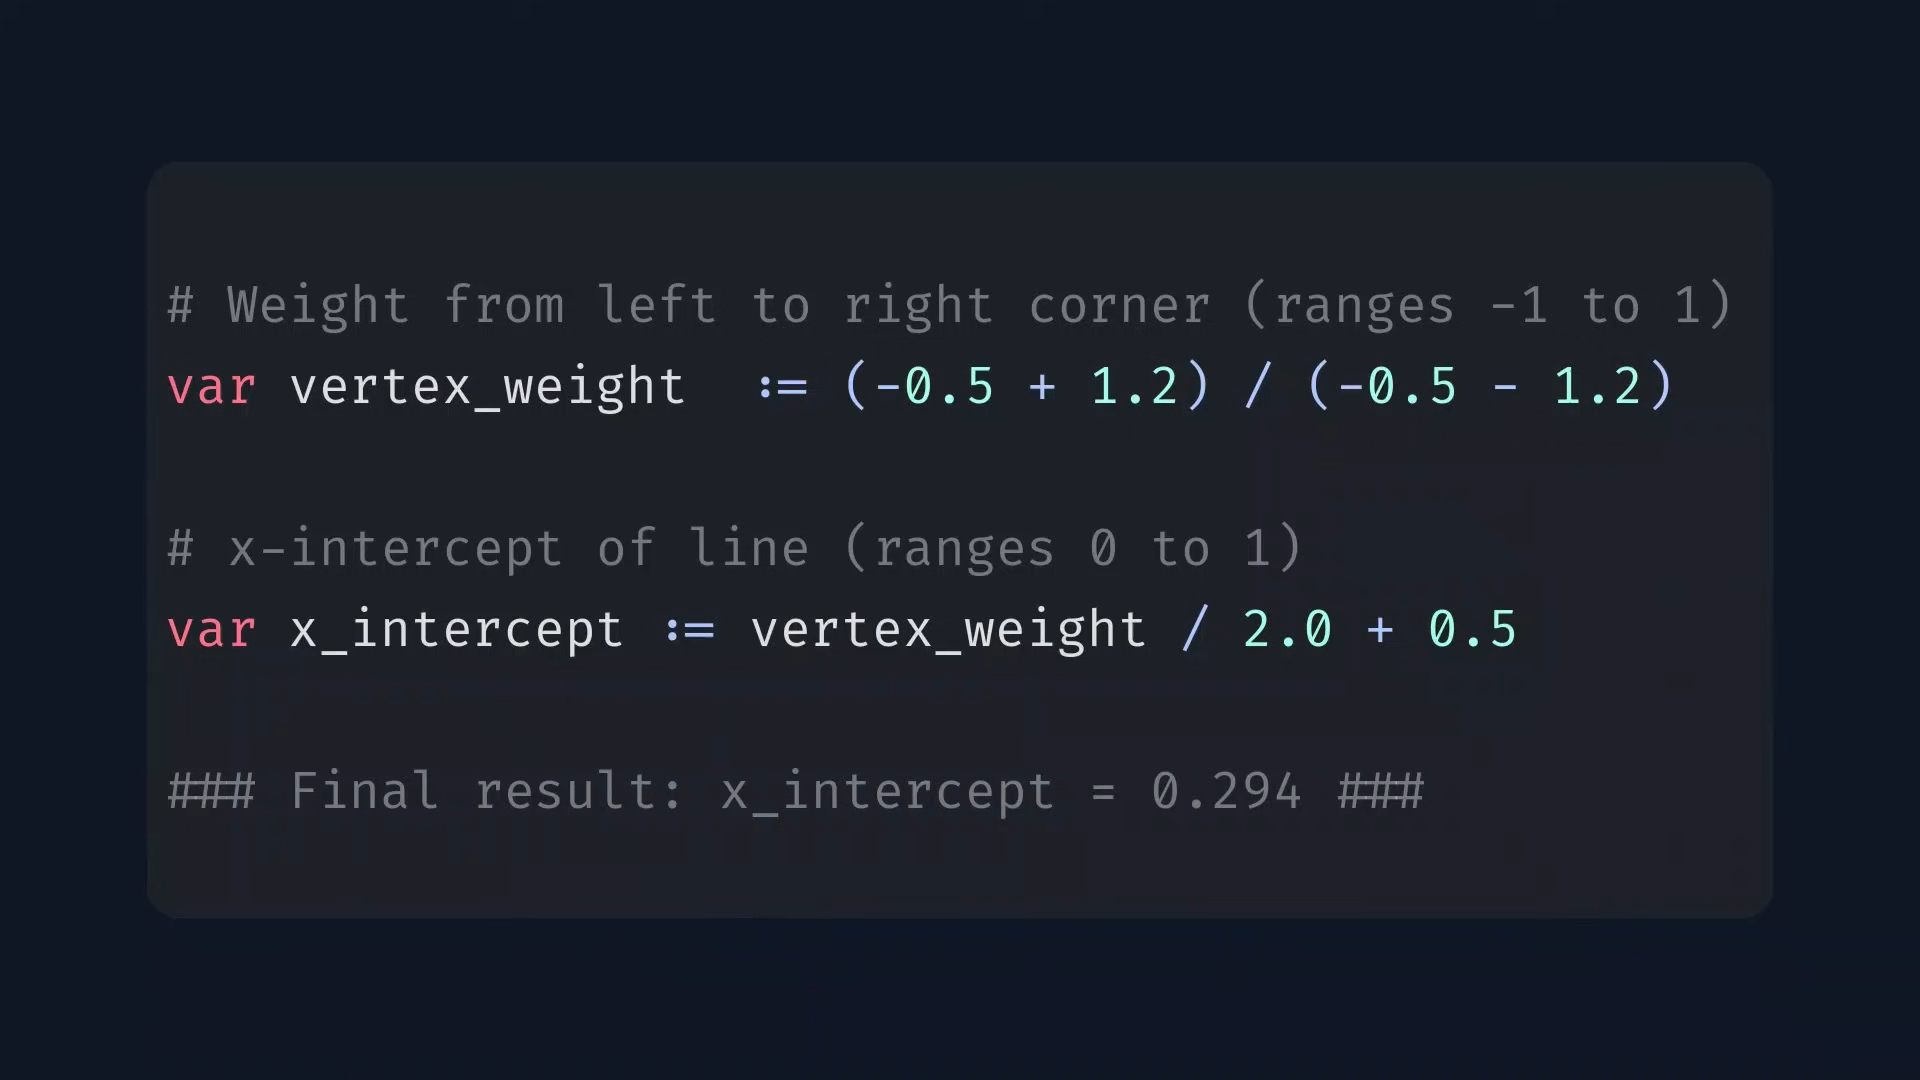 # Weight from left to right corner (ranges -1 to 1)
var vertex_weight  := (-0.5 + 1.2) / (-0.5 - 1.2)
# x-intercept of line (ranges 0 to 1)
var x_intercept := vertex_weight / 2.0 + 0.5
### Final result: x_intercept = 0.294 ###